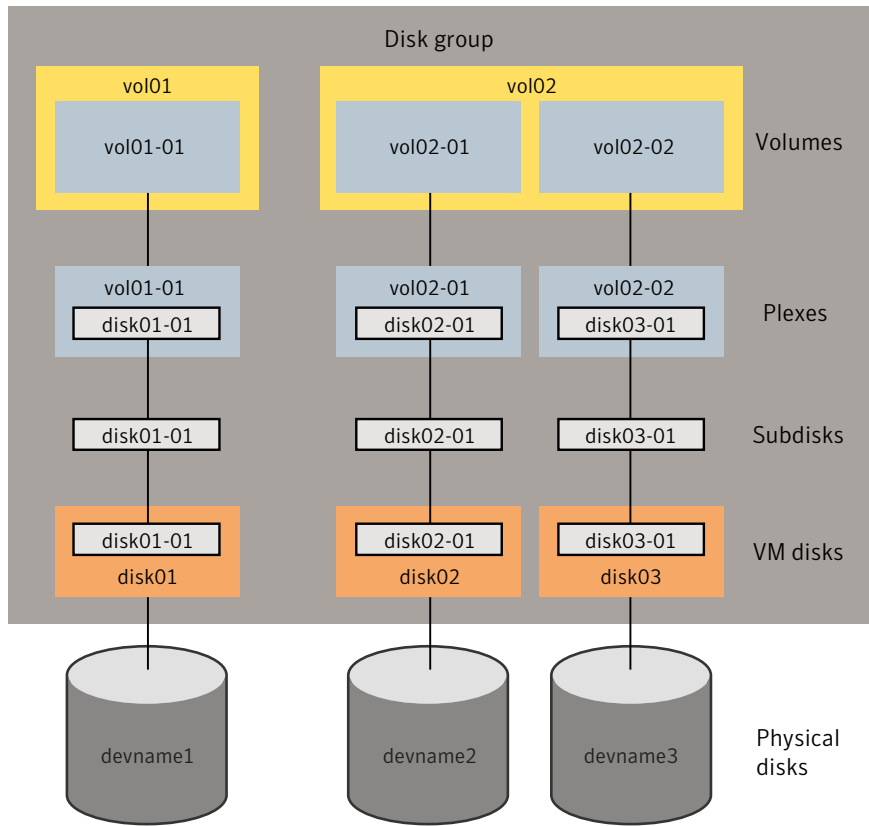 Disk group
vol01
vol02
vol01-01
vol02-01
vol02-02
Volumes
vol01-01
vol02-01
vol02-02
disk01-01
disk02-01
disk03-01
Plexes
disk01-01
disk02-01
disk03-01
Subdisks
disk01-01
disk02-01
disk03-01
VM disks
disk01
disk02
disk03
devname1
devname2
devname3
Physical
disks